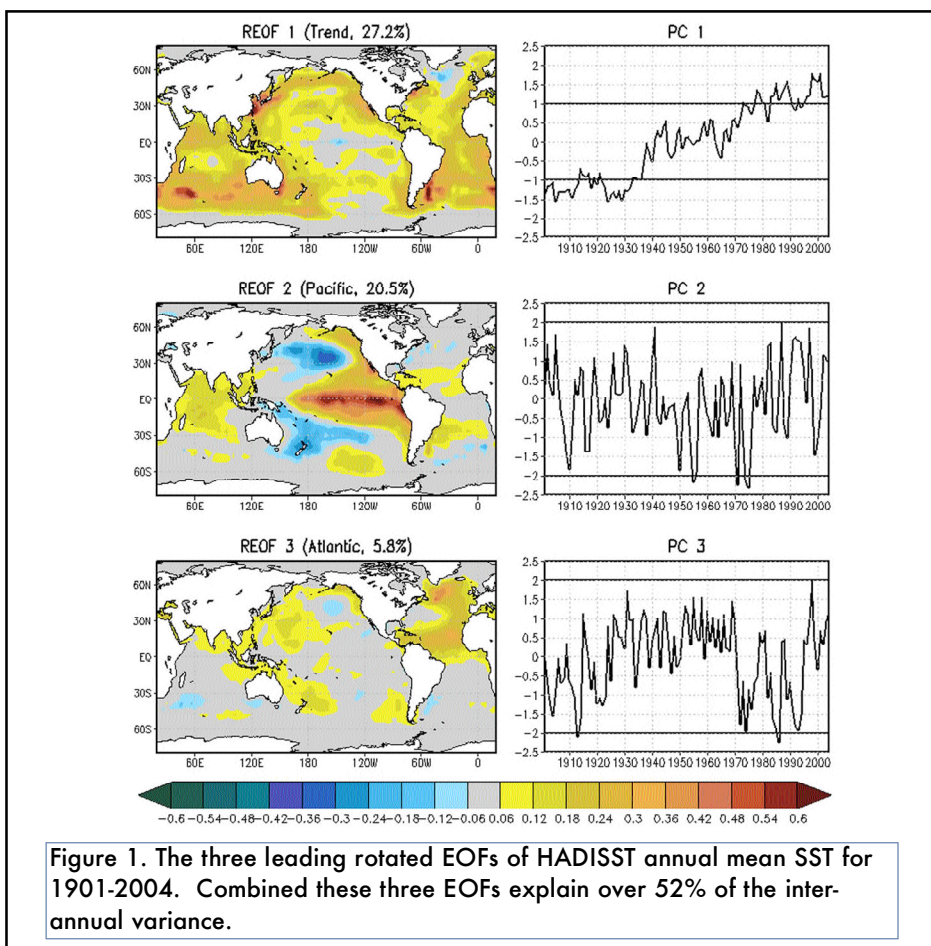 REOF 1 (Trend, 27.2%)
60N
30N
EQ
30S
60S
60E 120E 180 120W 60W 0
PC 1
2.5
2
1.5
1
0.5
0
−0.5
−1
−1.5
−2
−2.5
1910 1920 1930 1940 1950 1960 1970 1980 1990 2000
REOF 2 (Pacific, 20.5%)
60N
30N
EQ
30S
60S
60E 120E 180 120W 60W 0
PC 2
2.5
2
1.5
1
0.5
0
−0.5
−1
−1.5
−2
−2.5
1910 1920 1930 1940 1950 1960 1970 1980 1990 2000
REOF 3 (Atlantic, 5.8%)
60N
30N
EQ
30S
60S
60E 120E 180 120W 60W 0
PC 3
2.5
2
1.5
1
0.5
0
−0.5
−1
−1.5
−2
−2.5
1910 1920 1930 1940 1950 1960 1970 1980 1990 2000
−0.6 −0.54 −0.48 −0.42 −0.36 −0.3 −0.24 −0.18 −0.12 −0.06 0.06 0.12 0.18 0.24 0.3 0.36 0.42 0.48 0.54 0.6
Figure 1. The three leading rotated EOFs of HADISST annual mean SST for
1901-2004. Combined these three EOFs explain over 52% of the inter-
annual variance.